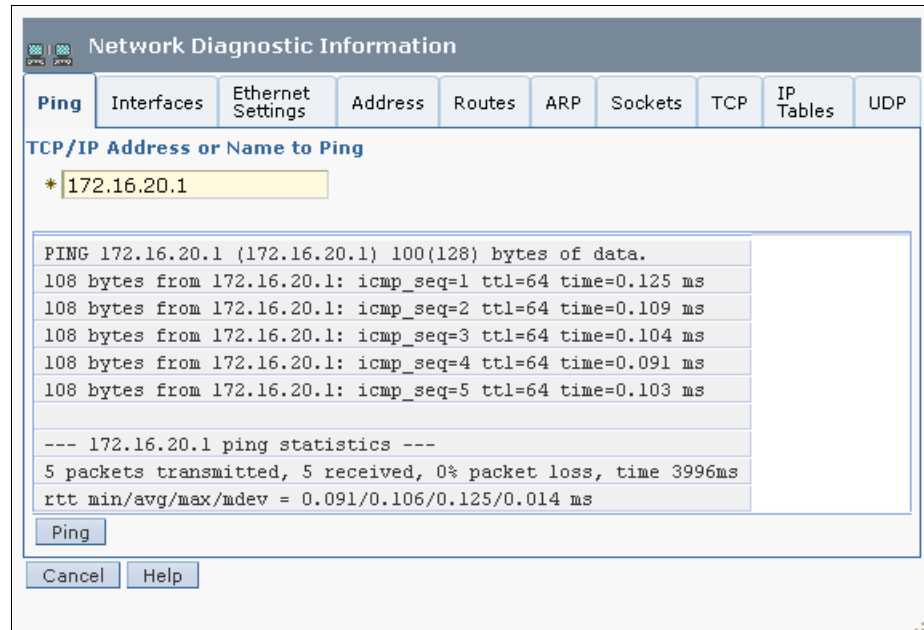 Network Diagnostic Information
Ping
Interfaces
Ethernet
Settings
Address
Routes
ARP
Sockets
TCP
IP
Tables
UDP
TCP/IP Address or Name to Ping
* 172.16.20.1
PING 172.16.20.1 (172.16.20.1) 100(128) bytes of data.
108 bytes from 172.16.20.1: icmp_seq=1 ttl=64 time=0.125 ms
108 bytes from 172.16.20.1: icmp_seq=2 ttl=64 time=0.109 ms
108 bytes from 172.16.20.1: icmp_seq=3 ttl=64 time=0.104 ms
108 bytes from 172.16.20.1: icmp_seq=4 ttl=64 time=0.091 ms
108 bytes from 172.16.20.1: icmp_seq=5 ttl=64 time=0.103 ms
--- 172.16.20.1 ping statistics ---
5 packets transmitted, 5 received, 0% packet loss, time 3996ms
rtt min/avg/max/mdev = 0.091/0.106/0.125/0.014 ms
Ping
Cancel
Help